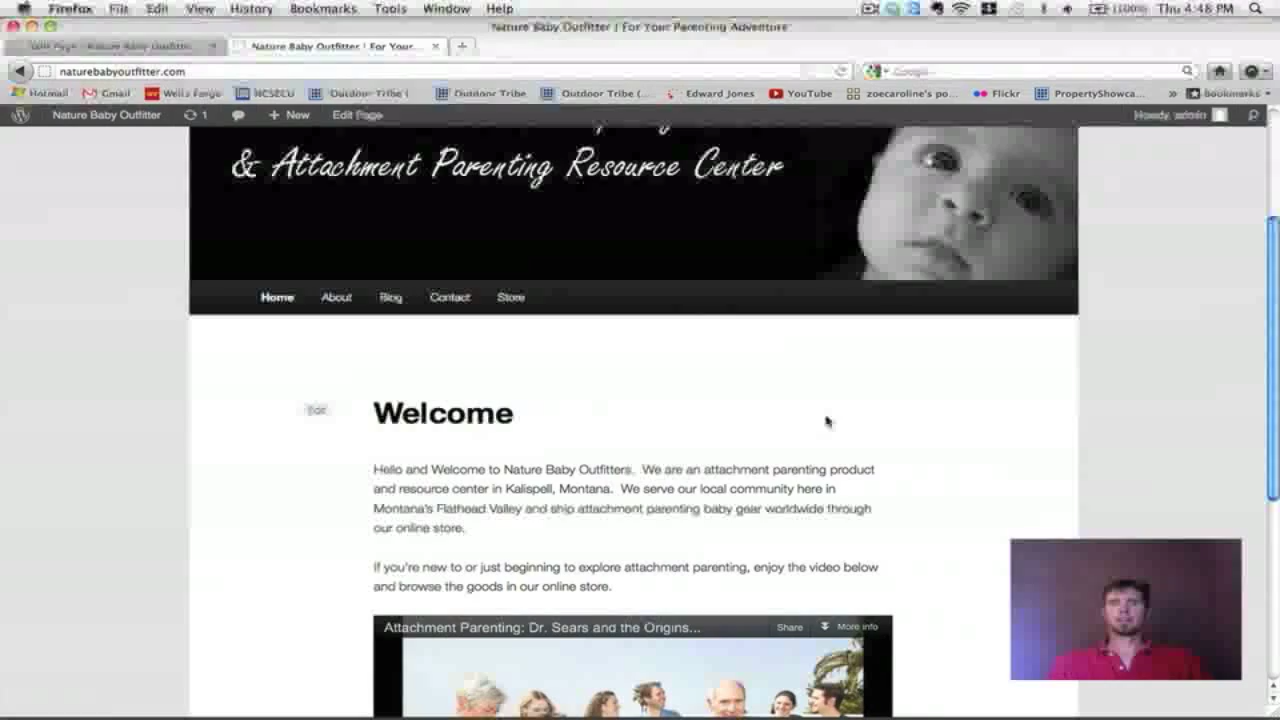 Firefox File Edit View History Bookmarks Tools Window Help (100%) Thu 4:48 PM
Nature Baby Outfitter | For Your Parenting Adventure
Nature Baby Outfitter | For Your...
naturebabyoutfitter.com Google
Hotmail Gmail Wells Fargo NCSECU Outdoor Tribe ( Outdoor Tribe Outdoor Tribe (... Edward Jones YouTube zoecaroline's po... Flickr PropertyShowca... » Bookmarks
Nature Baby Outfitter 1 + New Edit Page Howdy, admin
& Attachment Parenting Resource Center
Home About Blog Contact Store
Edit
Welcome
Hello and Welcome to Nature Baby Outfitters. We are an attachment parenting product
and resource center in Kalispell, Montana. We serve our local community here in
Montana's Flathead Valley and ship attachment parenting baby gear worldwide through
our online store.
If you're new to or just beginning to explore attachment parenting, enjoy the video below
and browse the goods in our online store.
Attachment Parenting: Dr. Sears and the Origins... Share More info